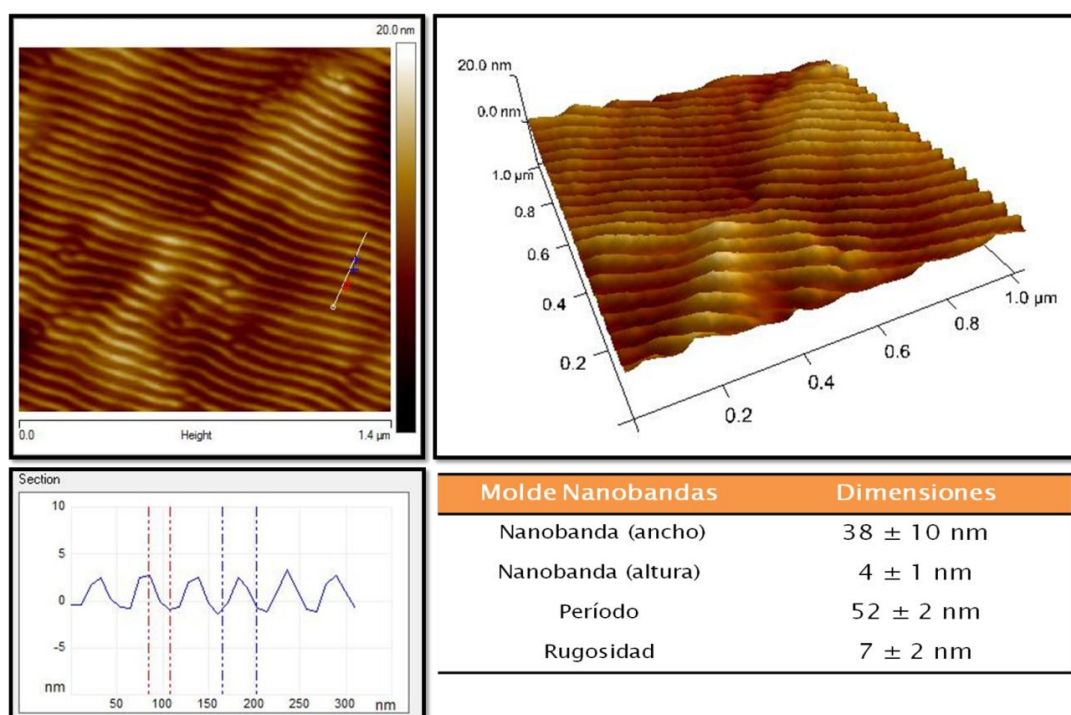 20.0 nm
0.0
Height
1.4 µm
20.0 nm
0.0 nm
1.0 µm
0.8
0.6
0.4
0.2
0.2
0.4
0.6
0.8
1.0 µm
Section
10
5
0
-5
nm
50
100
150
200
250
300
nm
Molde Nanobandas Dimensiones
Nanobanda (ancho) 38 ± 10 nm
Nanobanda (altura) 4 ± 1 nm
Período 52 ± 2 nm
Rugosidad 7 ± 2 nm